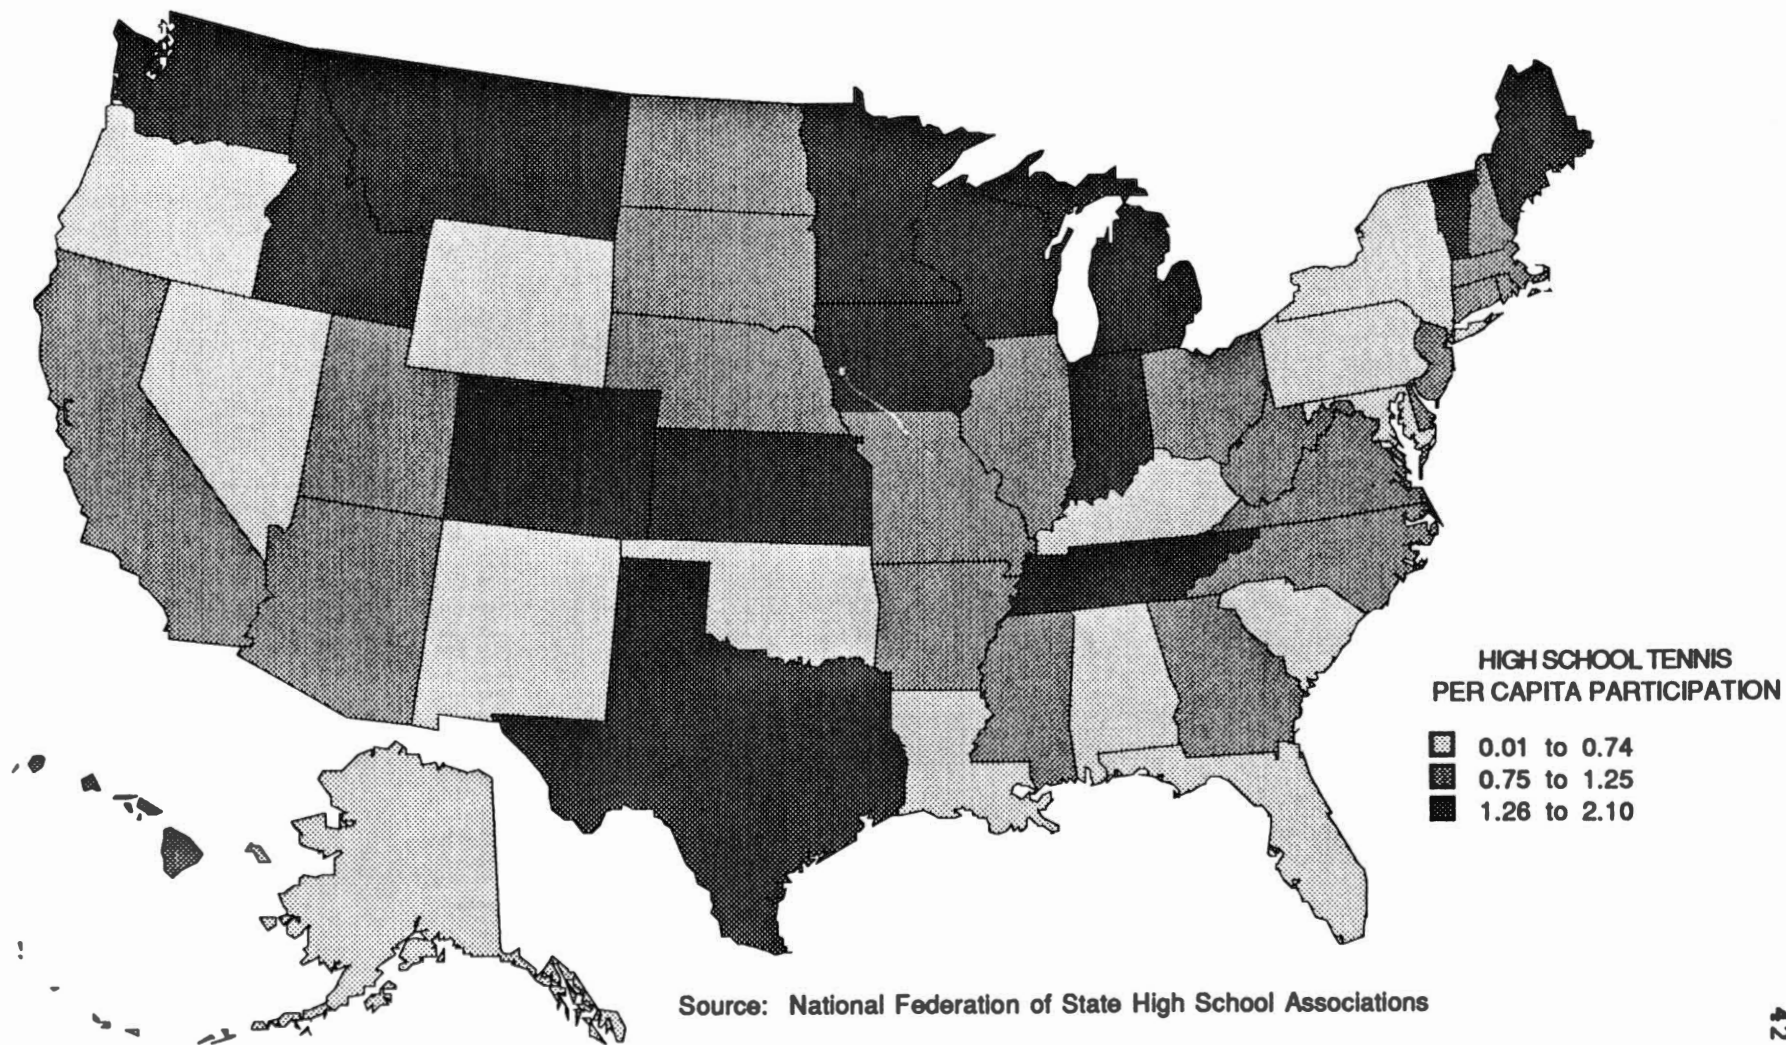 HIGH SCHOOL TENNIS
PER CAPITA PARTICIPATION
0.01 to 0.74
0.75 to 1.25
1.26 to 2.10
Source: National Federation of State High School Associations
42